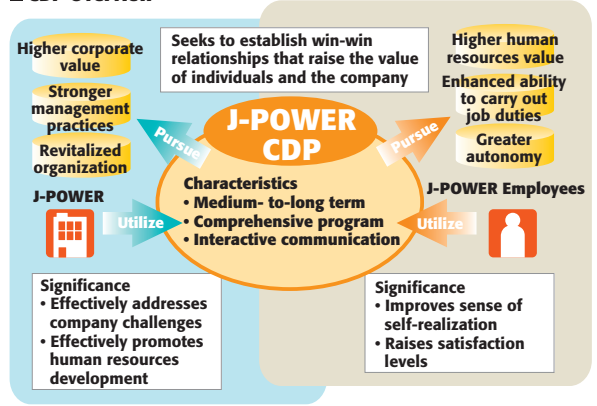 ■ CDP Overview
Higher corporate
value
Stronger
management
practices
Revitalized
organization
J-POWER
Seeks to establish win-win
relationships that raise the value
of individuals and the company
Higher human
resources value
Enhanced ability
to carry out
job duties
Greater
autonomy
J-POWER Employees
Pursue
Pursue
J-POWER
CDP
Characteristics
• Medium- to-long term
• Comprehensive program
• Interactive communication
Utilize
Utilize
Significance
• Effectively addresses
company challenges
• Effectively promotes
human resources
development
Significance
• Improves sense of
self-realization
• Raises satisfaction
levels